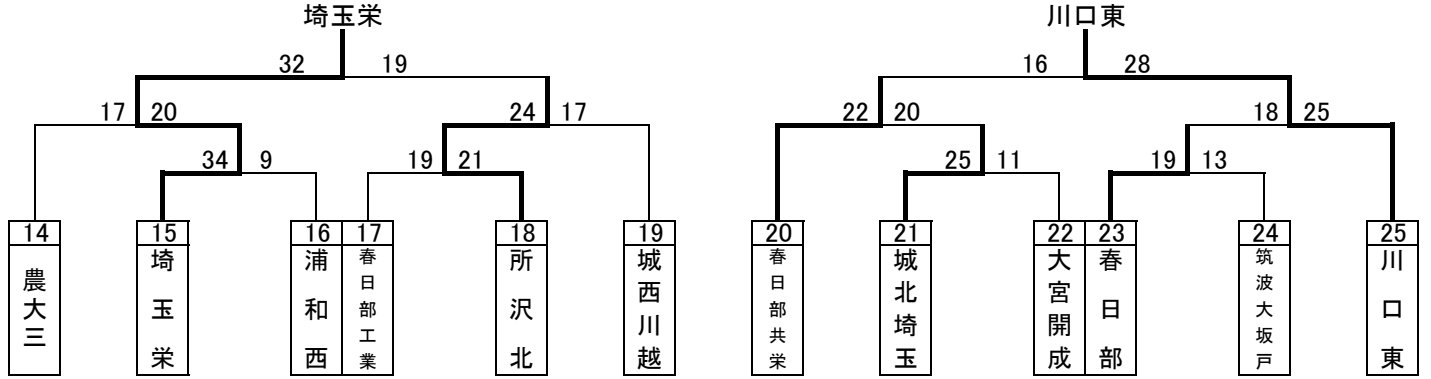 埼玉栄 川口東
32 19 16 28
17 20 24 17 22 20 18 25
34 9 19 21 25 11 19 13
14 15 16 17 18 19 20 21 22 23 24 25
農大三
埼玉栄
浦和西
春日部工業
所沢北
城西川越
春日部共栄
城北埼玉
大宮開成
春日部
筑波大坂戸
川口東